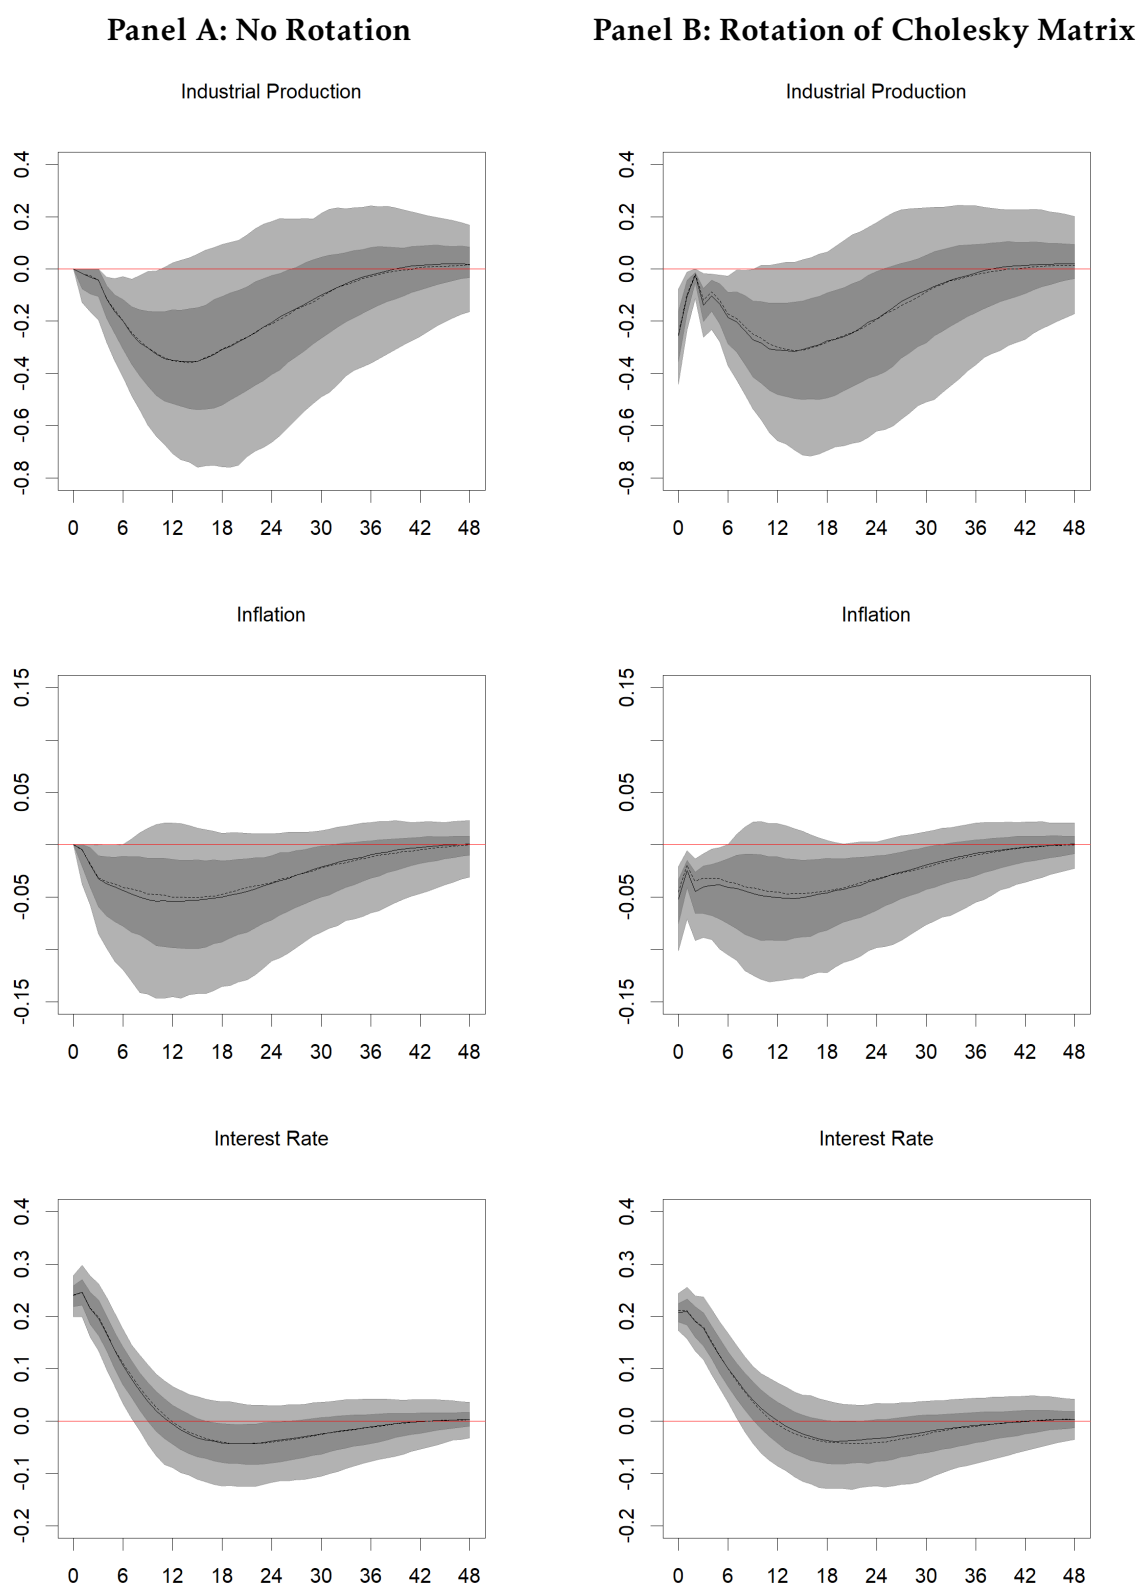 Panel A: No Rotation
Panel B: Rotation of Cholesky Matrix
Industrial Production
Industrial Production
0.4
0.2
0.0
-0.2
-0.4
-0.6
-0.8
0 6 12 18 24 30 36 42 48
0.4
0.2
0.0
-0.2
-0.4
-0.6
-0.8
0 6 12 18 24 30 36 42 48
Inflation
Inflation
0.15
0.05
-0.05
-0.15
0 6 12 18 24 30 36 42 48
0.15
0.05
-0.05
-0.15
0 6 12 18 24 30 36 42 48
Interest Rate
Interest Rate
0.4
0.3
0.2
0.1
0.0
-0.1
-0.2
0 6 12 18 24 30 36 42 48
0.4
0.3
0.2
0.1
0.0
-0.1
-0.2
0 6 12 18 24 30 36 42 48